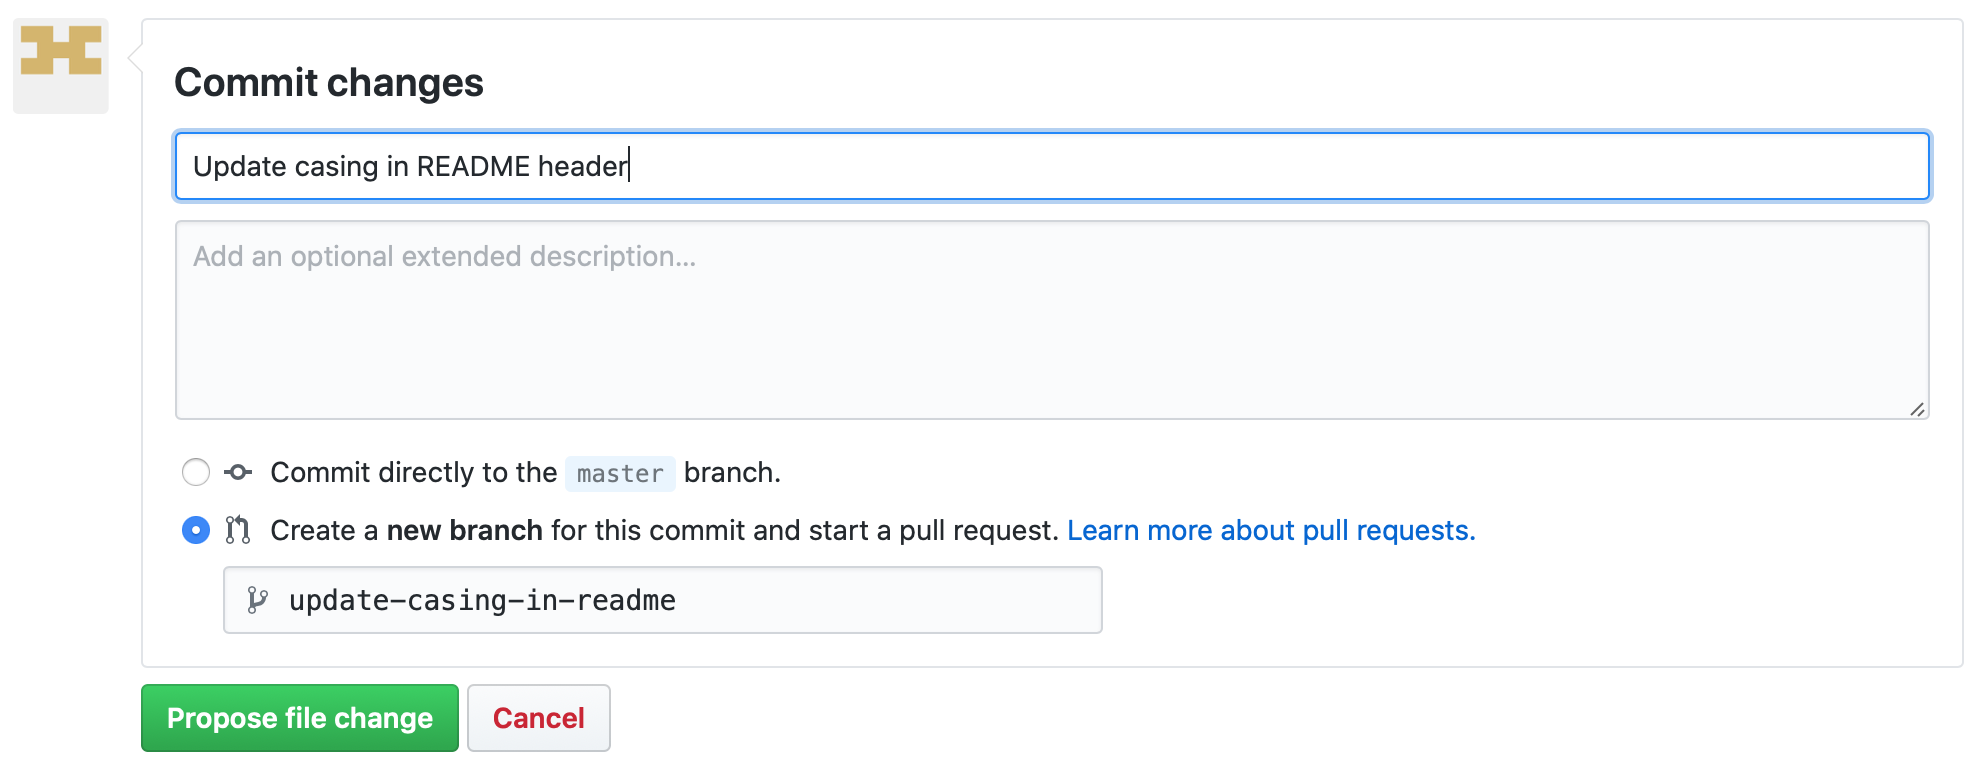 Commit changes
Update casing in README header
Add an optional extended description...
Commit directly to the master branch.
Create a new branch for this commit and start a pull request. Learn more about pull requests.
update-casing-in-readme
Propose file change Cancel